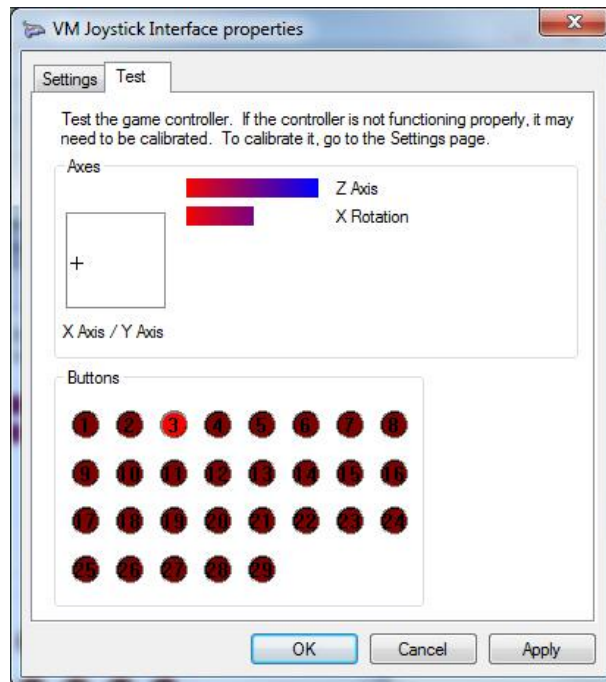 VM Joystick Interface properties
Settings Test
Test the game controller. If the controller is not functioning properly, it may
need to be calibrated. To calibrate it, go to the Settings page.
Axes
Z Axis
X Rotation
X Axis / Y Axis
Buttons
1 2 3 4 5 6 7 8
9 10 11 12 13 14 15 16
17 18 19 20 21 22 23 24
25 26 27 28 29
OK Cancel Apply